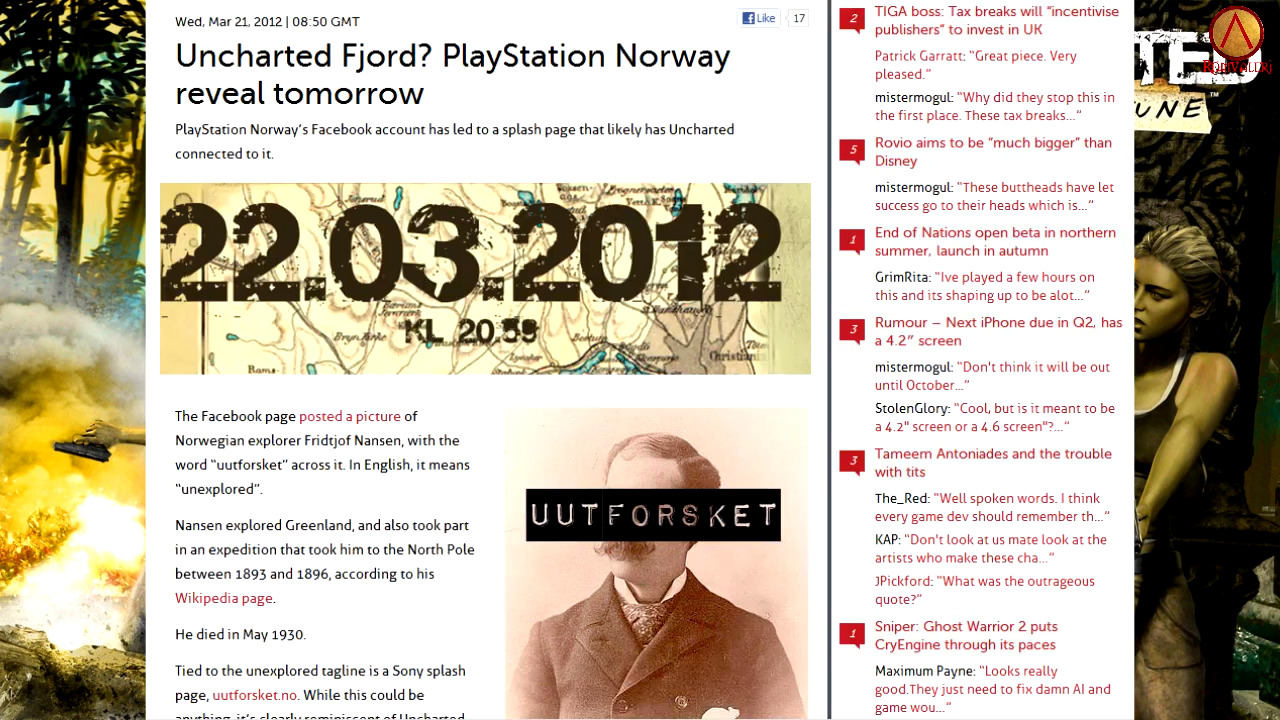 Wed, Mar 21, 2012 | 08:50 GMT
Like 17
Uncharted Fjord? PlayStation Norway
reveal tomorrow
PlayStation Norway's Facebook account has led to a splash page that likely has Uncharted
connected to it.
22.03.2012
KL 20:59
Christiania
The Facebook page posted a picture of
Norwegian explorer Fridtjof Nansen, with the
word “uutforsket” across it. In English, it means
“unexplored”.
UUTFORSKET
Nansen explored Greenland, and also took part
in an expedition that took him to the North Pole
between 1893 and 1896, according to his
Wikipedia page.
He died in May 1930.
Tied to the unexplored tagline is a Sony splash
page, uutforsket.no. While this could be
anything, it's clearly reminiscent of Uncharted
2
TIGA boss: Tax breaks will “incentivise
publishers” to invest in UK
Patrick Garratt: “Great piece. Very
pleased.”
mistermogul: “Why did they stop this in
the first place. These tax breaks...”
5
Rovio aims to be “much bigger” than
Disney
mistermogul: “These buttheads have let
success go to their heads which is...”
1
End of Nations open beta in northern
summer, launch in autumn
GrimRita: “Ive played a few hours on
this and its shaping up to be alot...”
3
Rumour – Next iPhone due in Q2, has
a 4.2” screen
mistermogul: “Don't think it will be out
until October...”
StolenGlory: “Cool, but is it meant to be
a 4.2" screen or a 4.6 screen"?...”
3
Tameem Antoniades and the trouble
with tits
The_Red: “Well spoken words. I think
every game dev should remember th...”
KAP: “Don't look at us mate look at the
artists who make these cha...”
JPickford: “What was the outrageous
quote?”
1
Sniper: Ghost Warrior 2 puts
CryEngine through its paces
Maximum Payne: “Looks really
good.They just need to fix damn AI and
game wou...”
TED
UNE
™